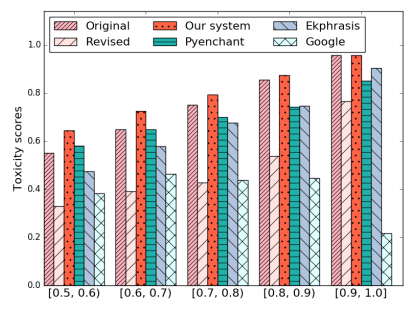 Original Our system Ekphrasis
Revised Pyenchant Google
Toxicity scores
1.0
0.8
0.6
0.4
0.2
0.0
[0.5, 0.6) [0.6, 0.7) [0.7, 0.8) [0.8, 0.9) [0.9, 1.0]